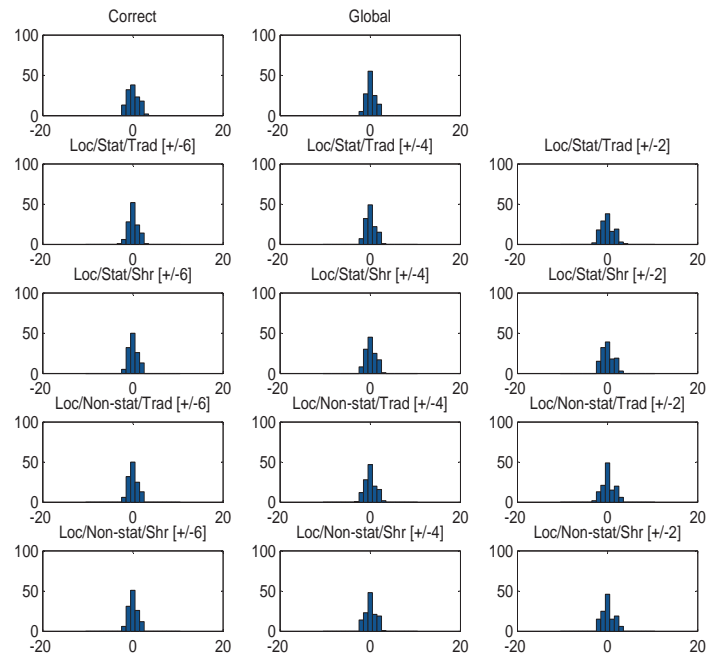 Correct Global
100 100
50 50
0 0
-20 0 20 -20 0 20
Loc/Stat/Trad [+/-6] Loc/Stat/Trad [+/-4] Loc/Stat/Trad [+/-2]
100 100 100
50 50 50
0 0 0
-20 0 20 -20 0 20 -20 0 20
Loc/Stat/Shr [+/-6] Loc/Stat/Shr [+/-4] Loc/Stat/Shr [+/-2]
100 100 100
50 50 50
0 0 0
-20 0 20 -20 0 20 -20 0 20
Loc/Non-stat/Trad [+/-6] Loc/Non-stat/Trad [+/-4] Loc/Non-stat/Trad [+/-2]
100 100 100
50 50 50
0 0 0
-20 0 20 -20 0 20 -20 0 20
Loc/Non-stat/Shr [+/-6] Loc/Non-stat/Shr [+/-4] Loc/Non-stat/Shr [+/-2]
100 100 100
50 50 50
0 0 0
-20 0 20 -20 0 20 -20 0 20